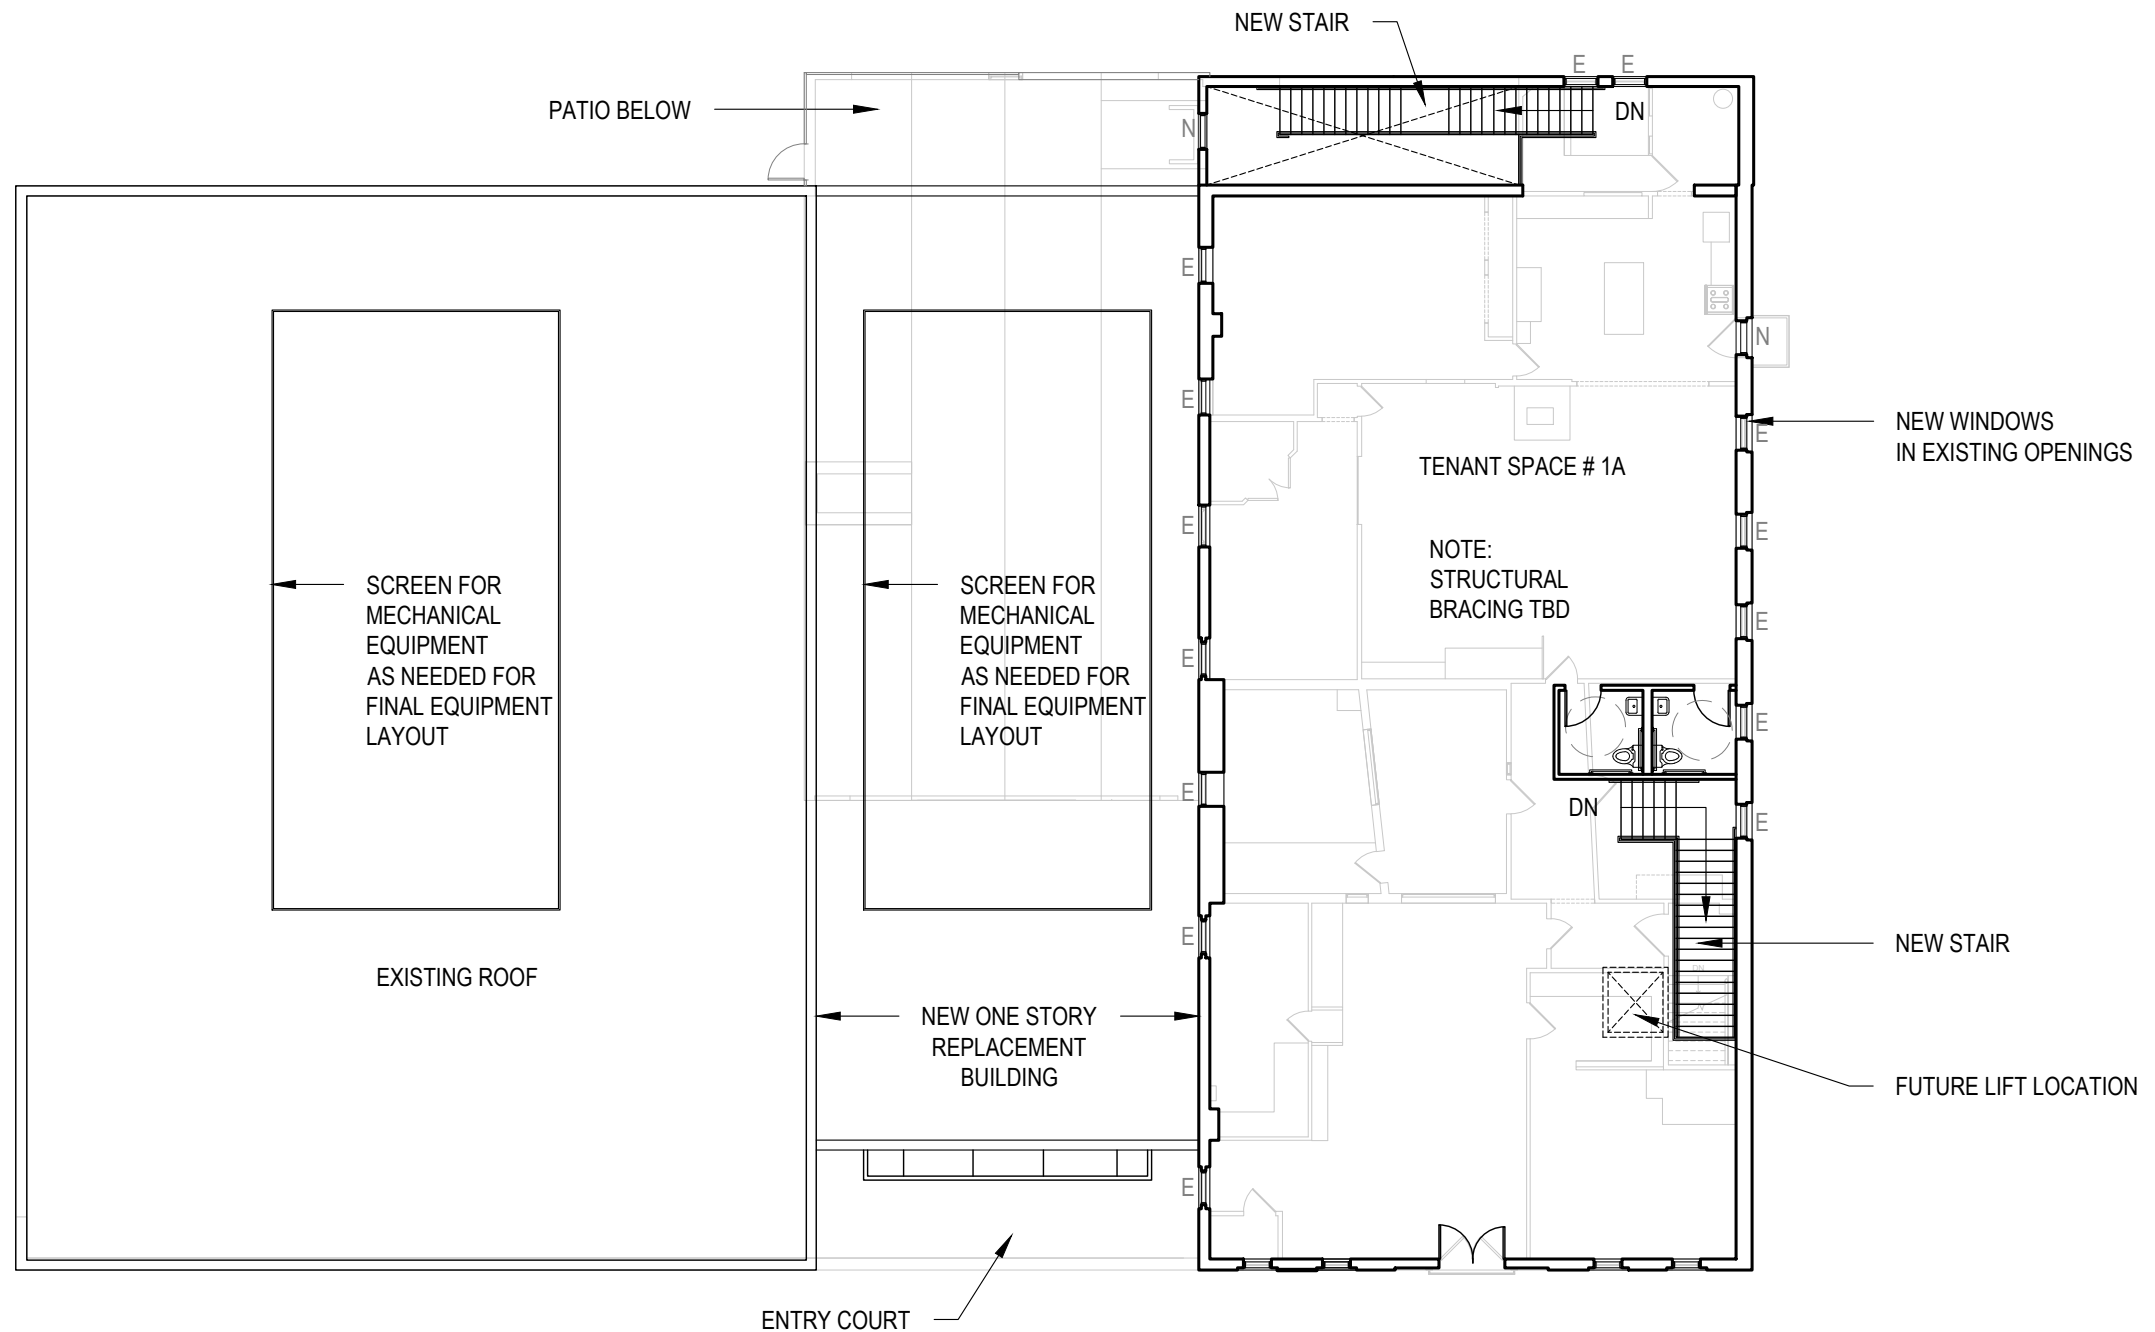 NEW STAIR
E
E
PATIO BELOW
DN
N
E
N
E
NEW WINDOWS
IN EXISTING OPENINGS
E
TENANT SPACE # 1A
E
E
NOTE:
STRUCTURAL
BRACING TBD
SCREEN FOR
MECHANICAL
EQUIPMENT
AS NEEDED FOR
FINAL EQUIPMENT
LAYOUT
SCREEN FOR
MECHANICAL
EQUIPMENT
AS NEEDED FOR
FINAL EQUIPMENT
LAYOUT
E
E
E
E
DN
E
E
NEW STAIR
EXISTING ROOF
DN
NEW ONE STORY
REPLACEMENT
BUILDING
FUTURE LIFT LOCATION
E
ENTRY COURT